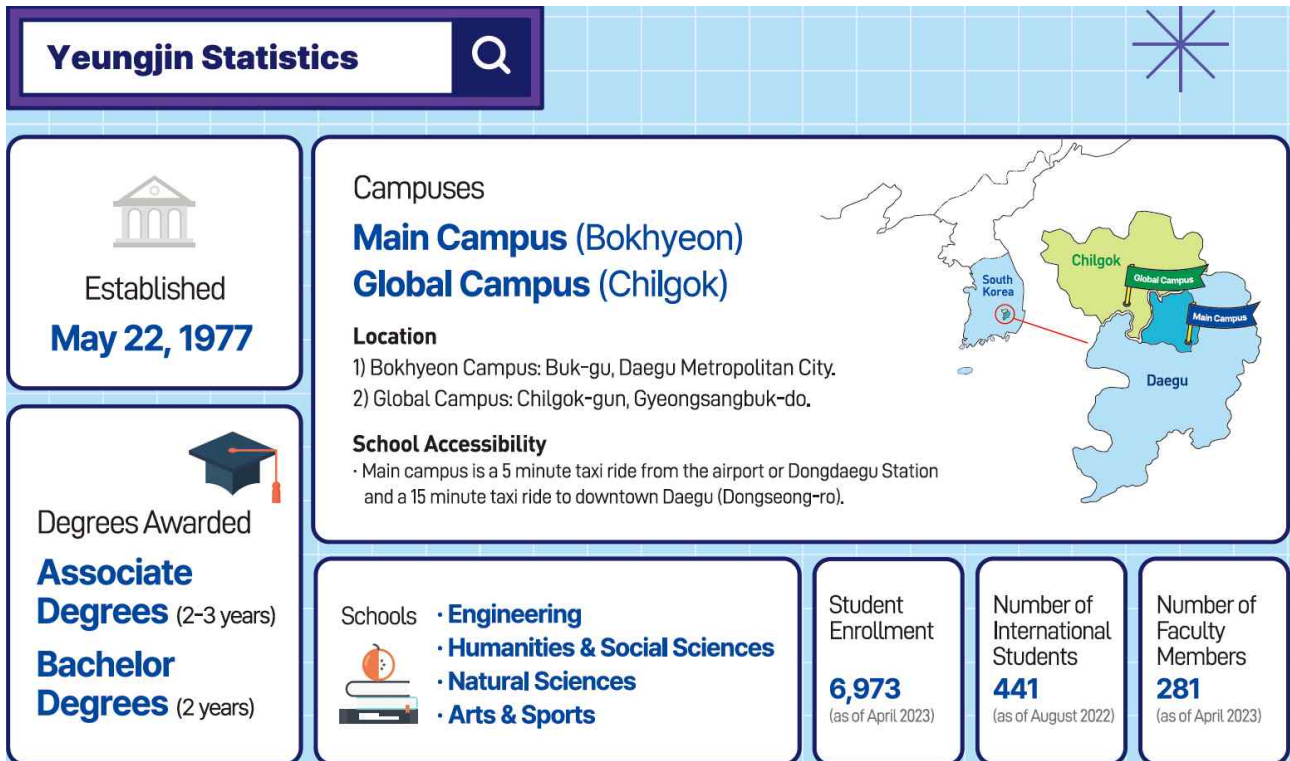 Yeungjin Statistics
Established
May 22, 1977
Campuses
Main Campus (Bokhyeon)
Global Campus (Chilgok)
Location
1) Bokhyeon Campus: Buk-gu, Daegu Metropolitan City.
2) Global Campus: Chilgok-gun, Gyeongsangbuk-do.
School Accessibility
· Main campus is a 5 minute taxi ride from the airport or Dongdaegu Station
and a 15 minute taxi ride to downtown Daegu (Dongseong-ro).
South
Korea
Chilgok
Global Campus
Main Campus
Daegu
Degrees Awarded
Associate
Degrees (2-3 years)
Bachelor
Degrees (2 years)
Schools
· Engineering
· Humanities & Social Sciences
· Natural Sciences
· Arts & Sports
Student
Enrollment
6,973
(as of April 2023)
Number of
International
Students
441
(as of August 2022)
Number of
Faculty
Members
281
(as of April 2023)